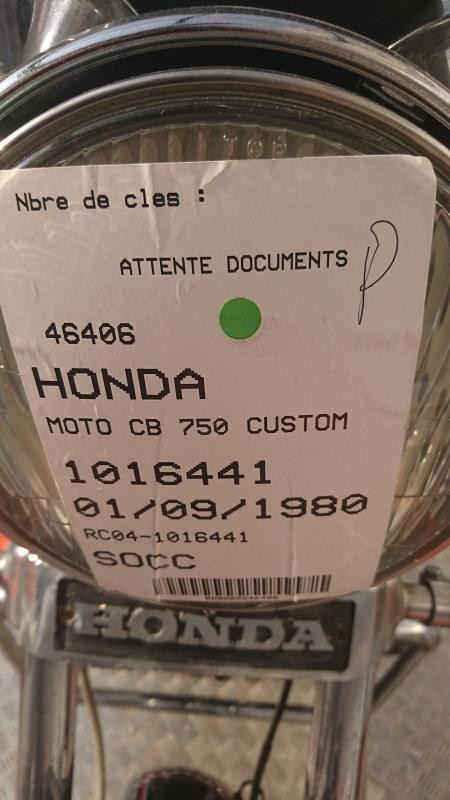 TOP
Nbre de cles :
ATTENTE DOCUMENTS
P
46406
HONDA
MOTO CB 750 CUSTOM
1016441
01/09/1980
RC04-1016441
SOCC
HONDA